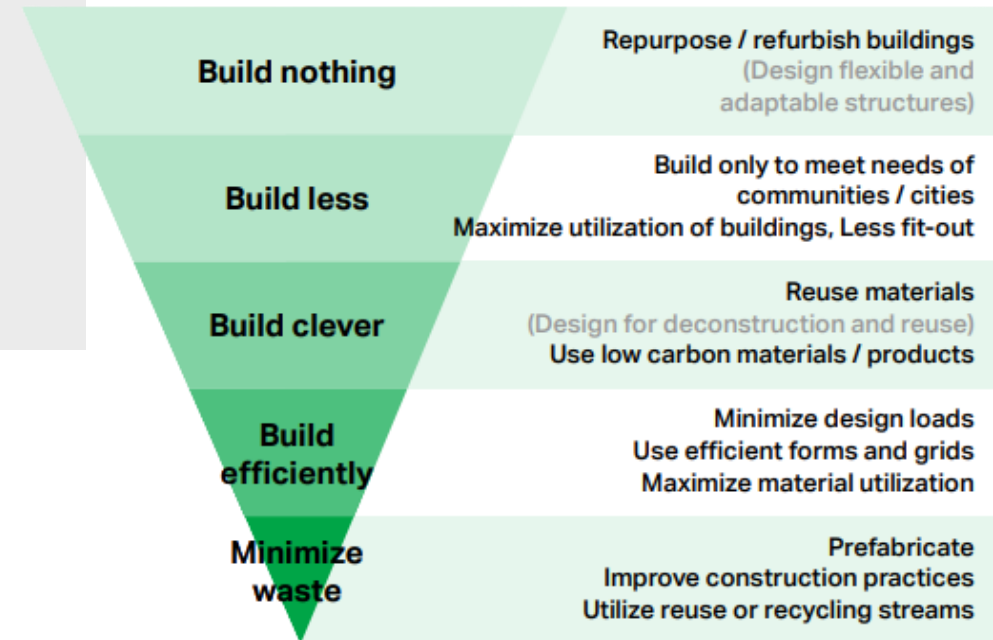 Build nothing
Repurpose / refurbish buildings
(Design flexible and
adaptable structures)
Build less
Build only to meet needs of
communities / cities
Maximize utilization of buildings, Less fit-out
Build clever
Reuse materials
(Design for deconstruction and reuse)
Use low carbon materials / products
Build
efficiently
Minimize design loads
Use efficient forms and grids
Maximize material utilization
Minimize
waste
Prefabricate
Improve construction practices
Utilize reuse or recycling streams